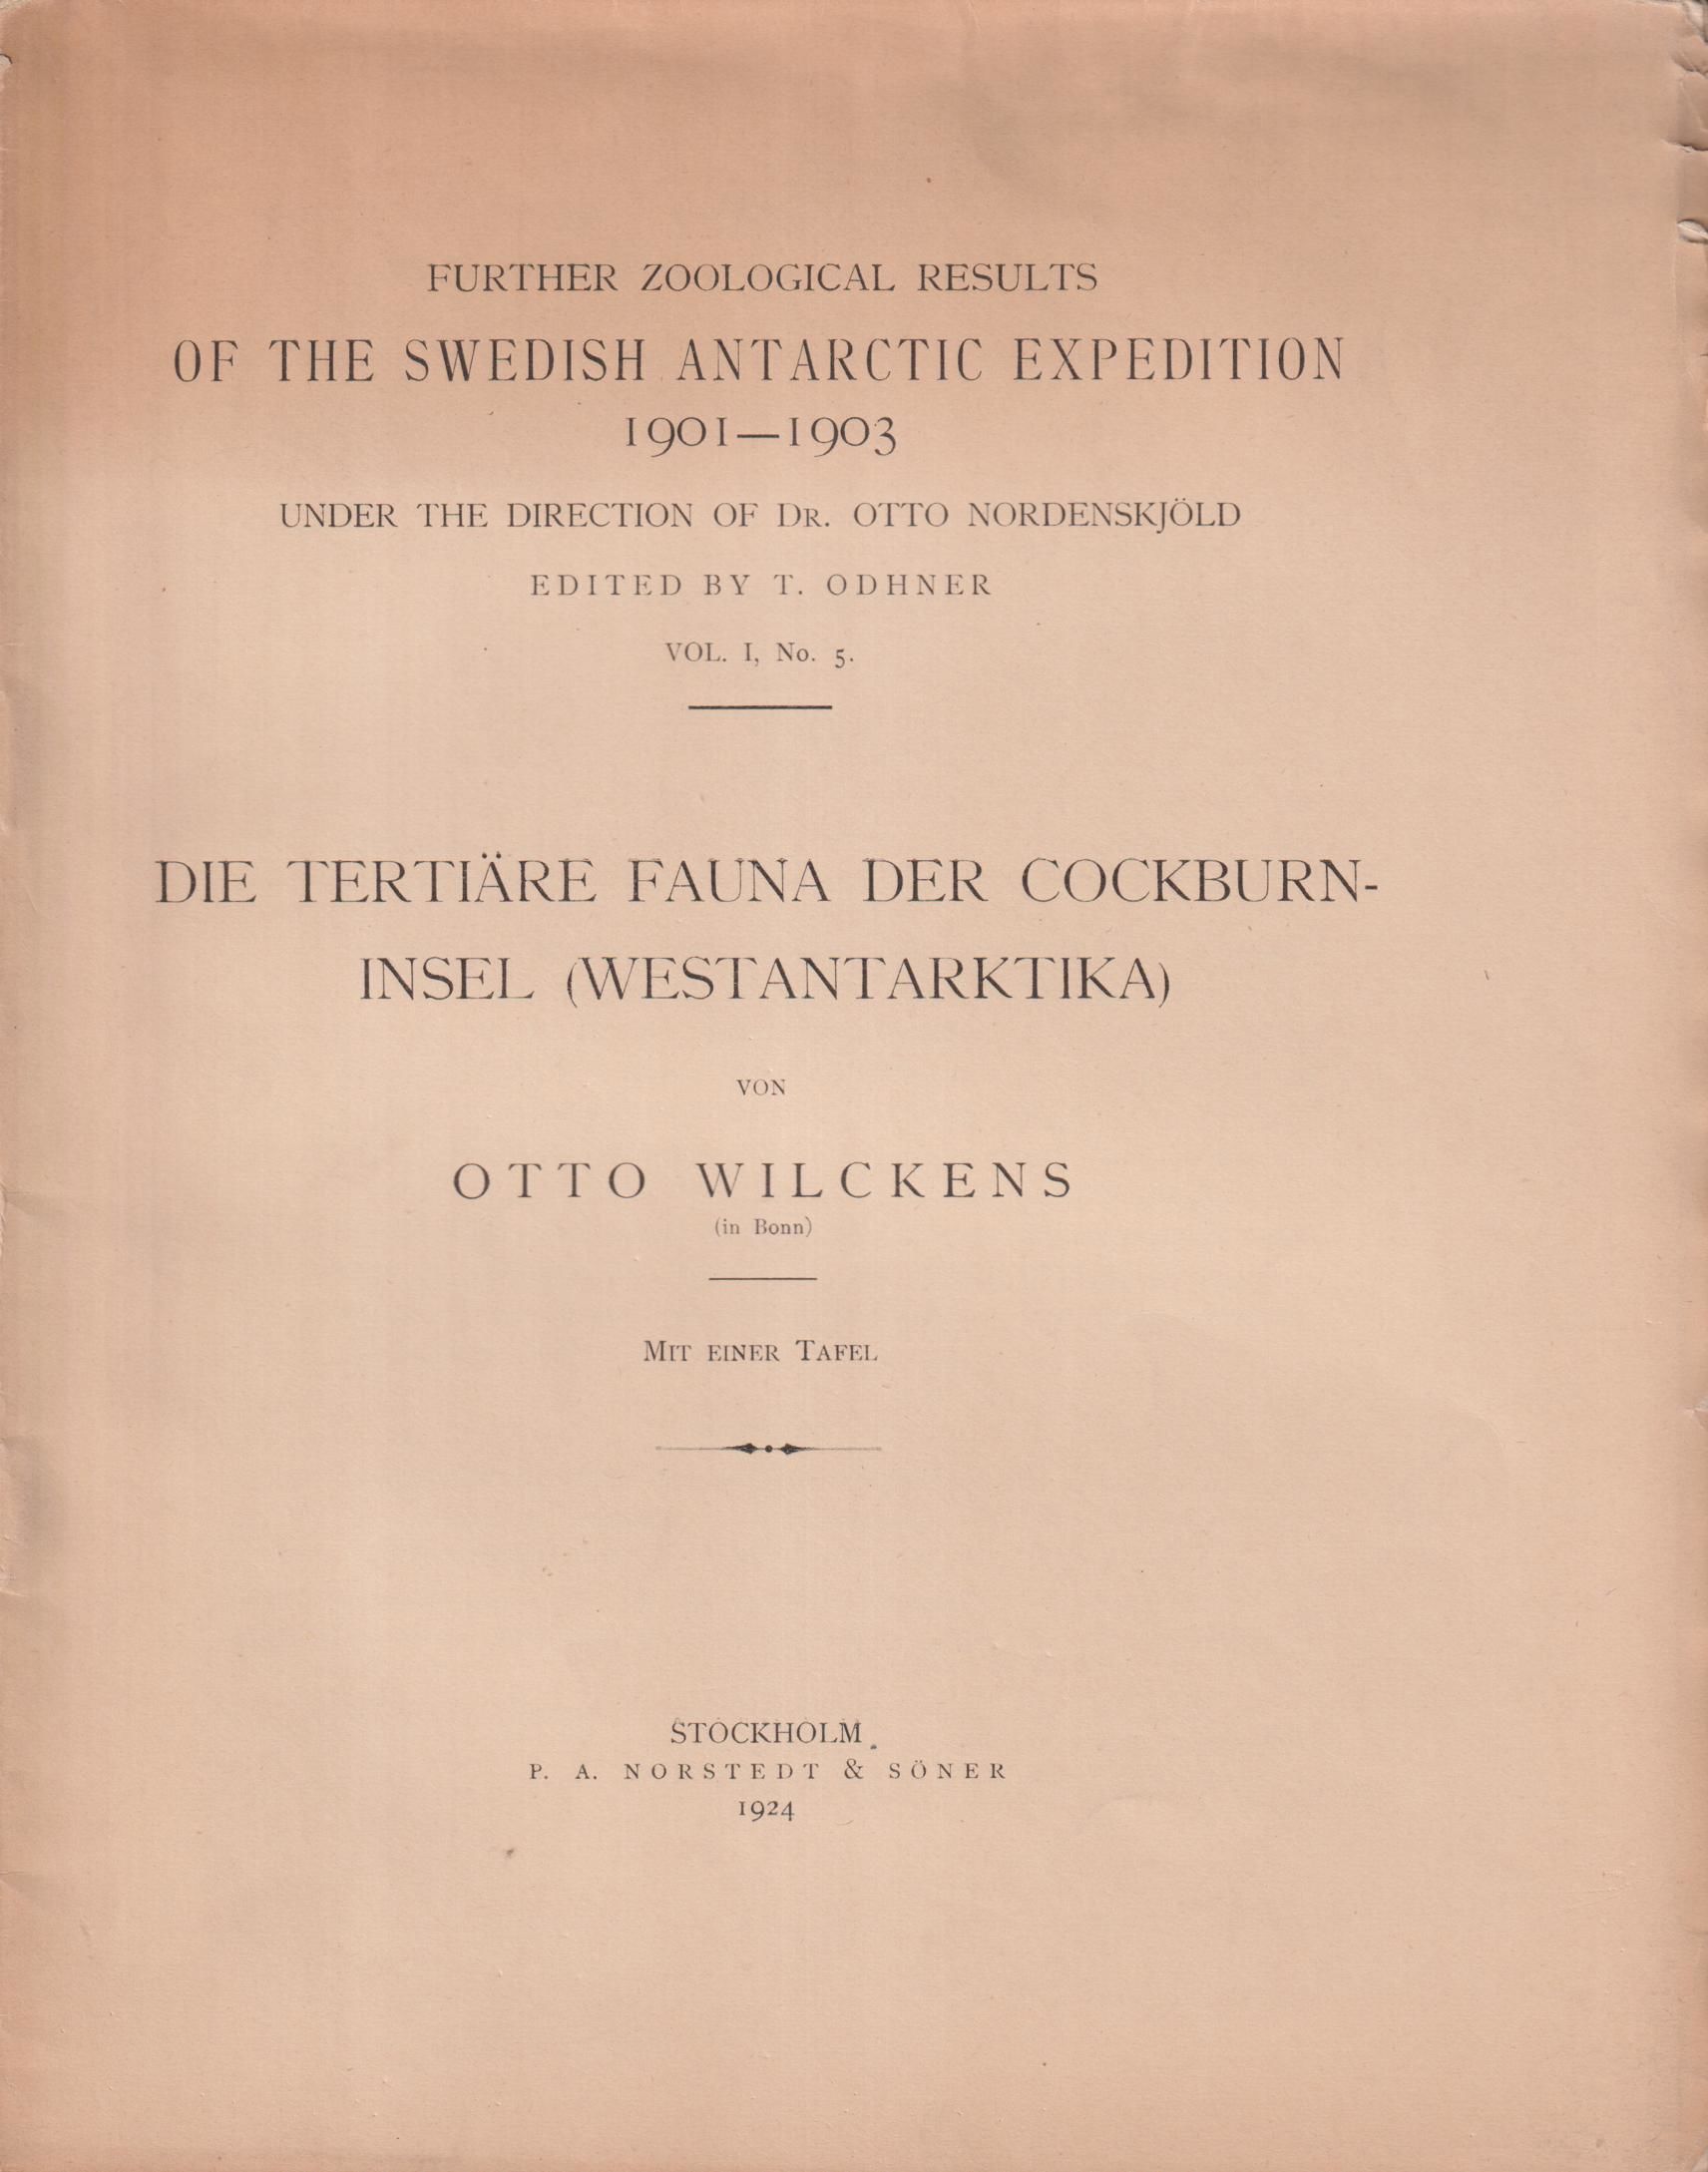 FURTHER ZOOLOGICAL RESULTS
OF THE SWEDISH ANTARCTIC EXPEDITION
1901—1903
UNDER THE DIRECTION OF DR. OTTO NORDENSKJÖLD
EDITED BY T. ODHNER
VOL. I, No. 5.
DIE TERTIÄRE FAUNA DER COCKBURN-
INSEL (WESTANTARKTIKA)
VON
OTTO WILCKENS
(in Bonn)
MIT EINER TAFEL
STOCKHOLM
P. A. NORSTEDT & SÖNER
1924